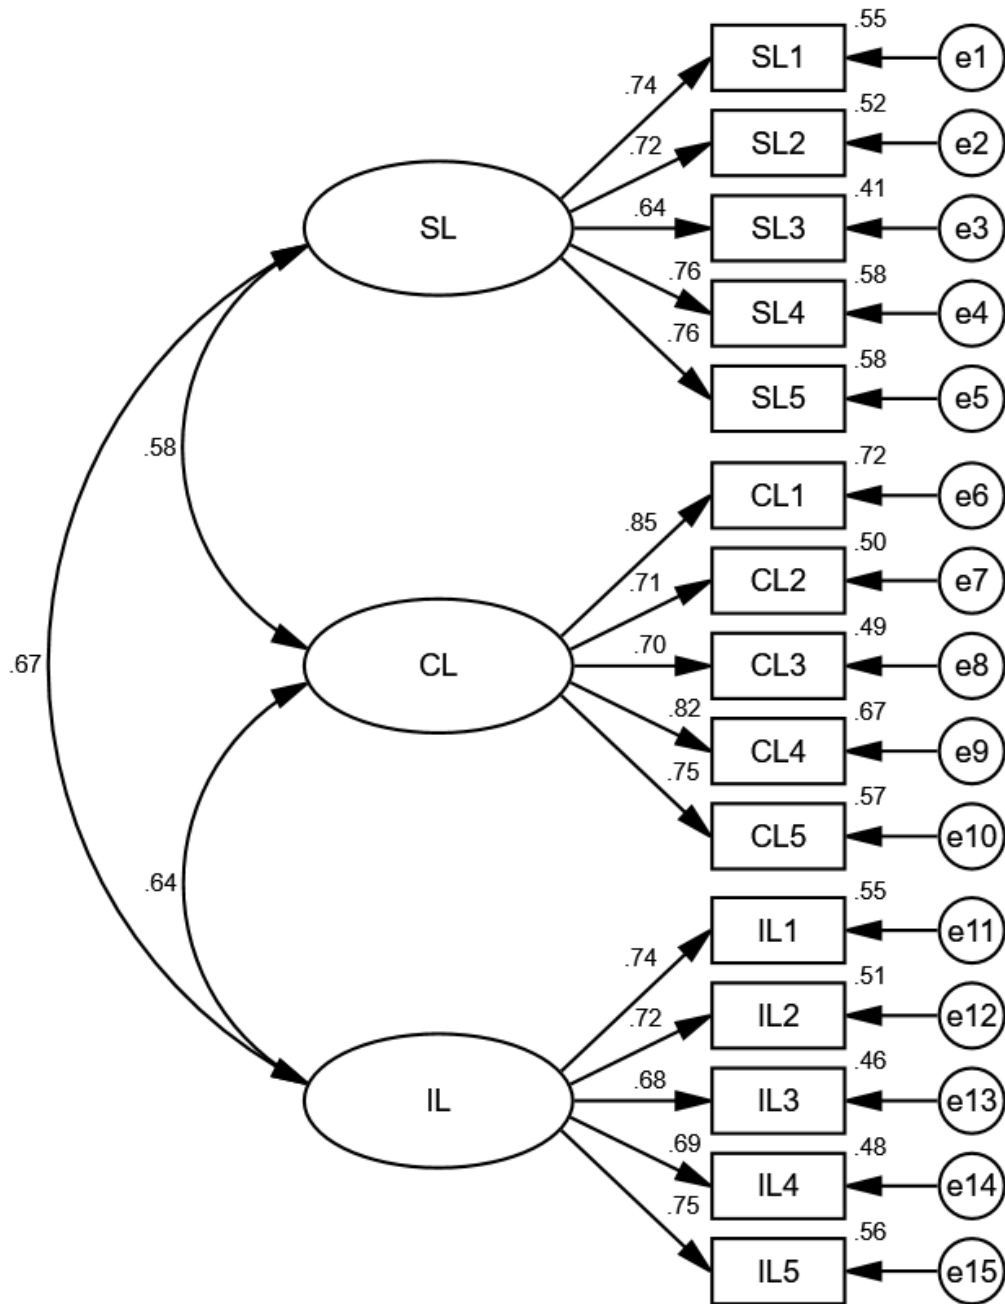 .55
SL1
e1
.74
.52
SL2
e2
.72
.41
SL3
e3
.64
SL
.58
SL4
e4
.76
.58
SL5
e5
.76
.58
.72
CL1
e6
.85
.50
CL2
e7
.71
.49
CL3
e8
.70
CL
.67
.67
CL4
e9
.82
.57
CL5
e10
.75
.64
.55
IL1
e11
.74
.51
IL2
e12
.72
.46
IL3
e13
.68
IL
.48
IL4
e14
.69
.56
IL5
e15
.75